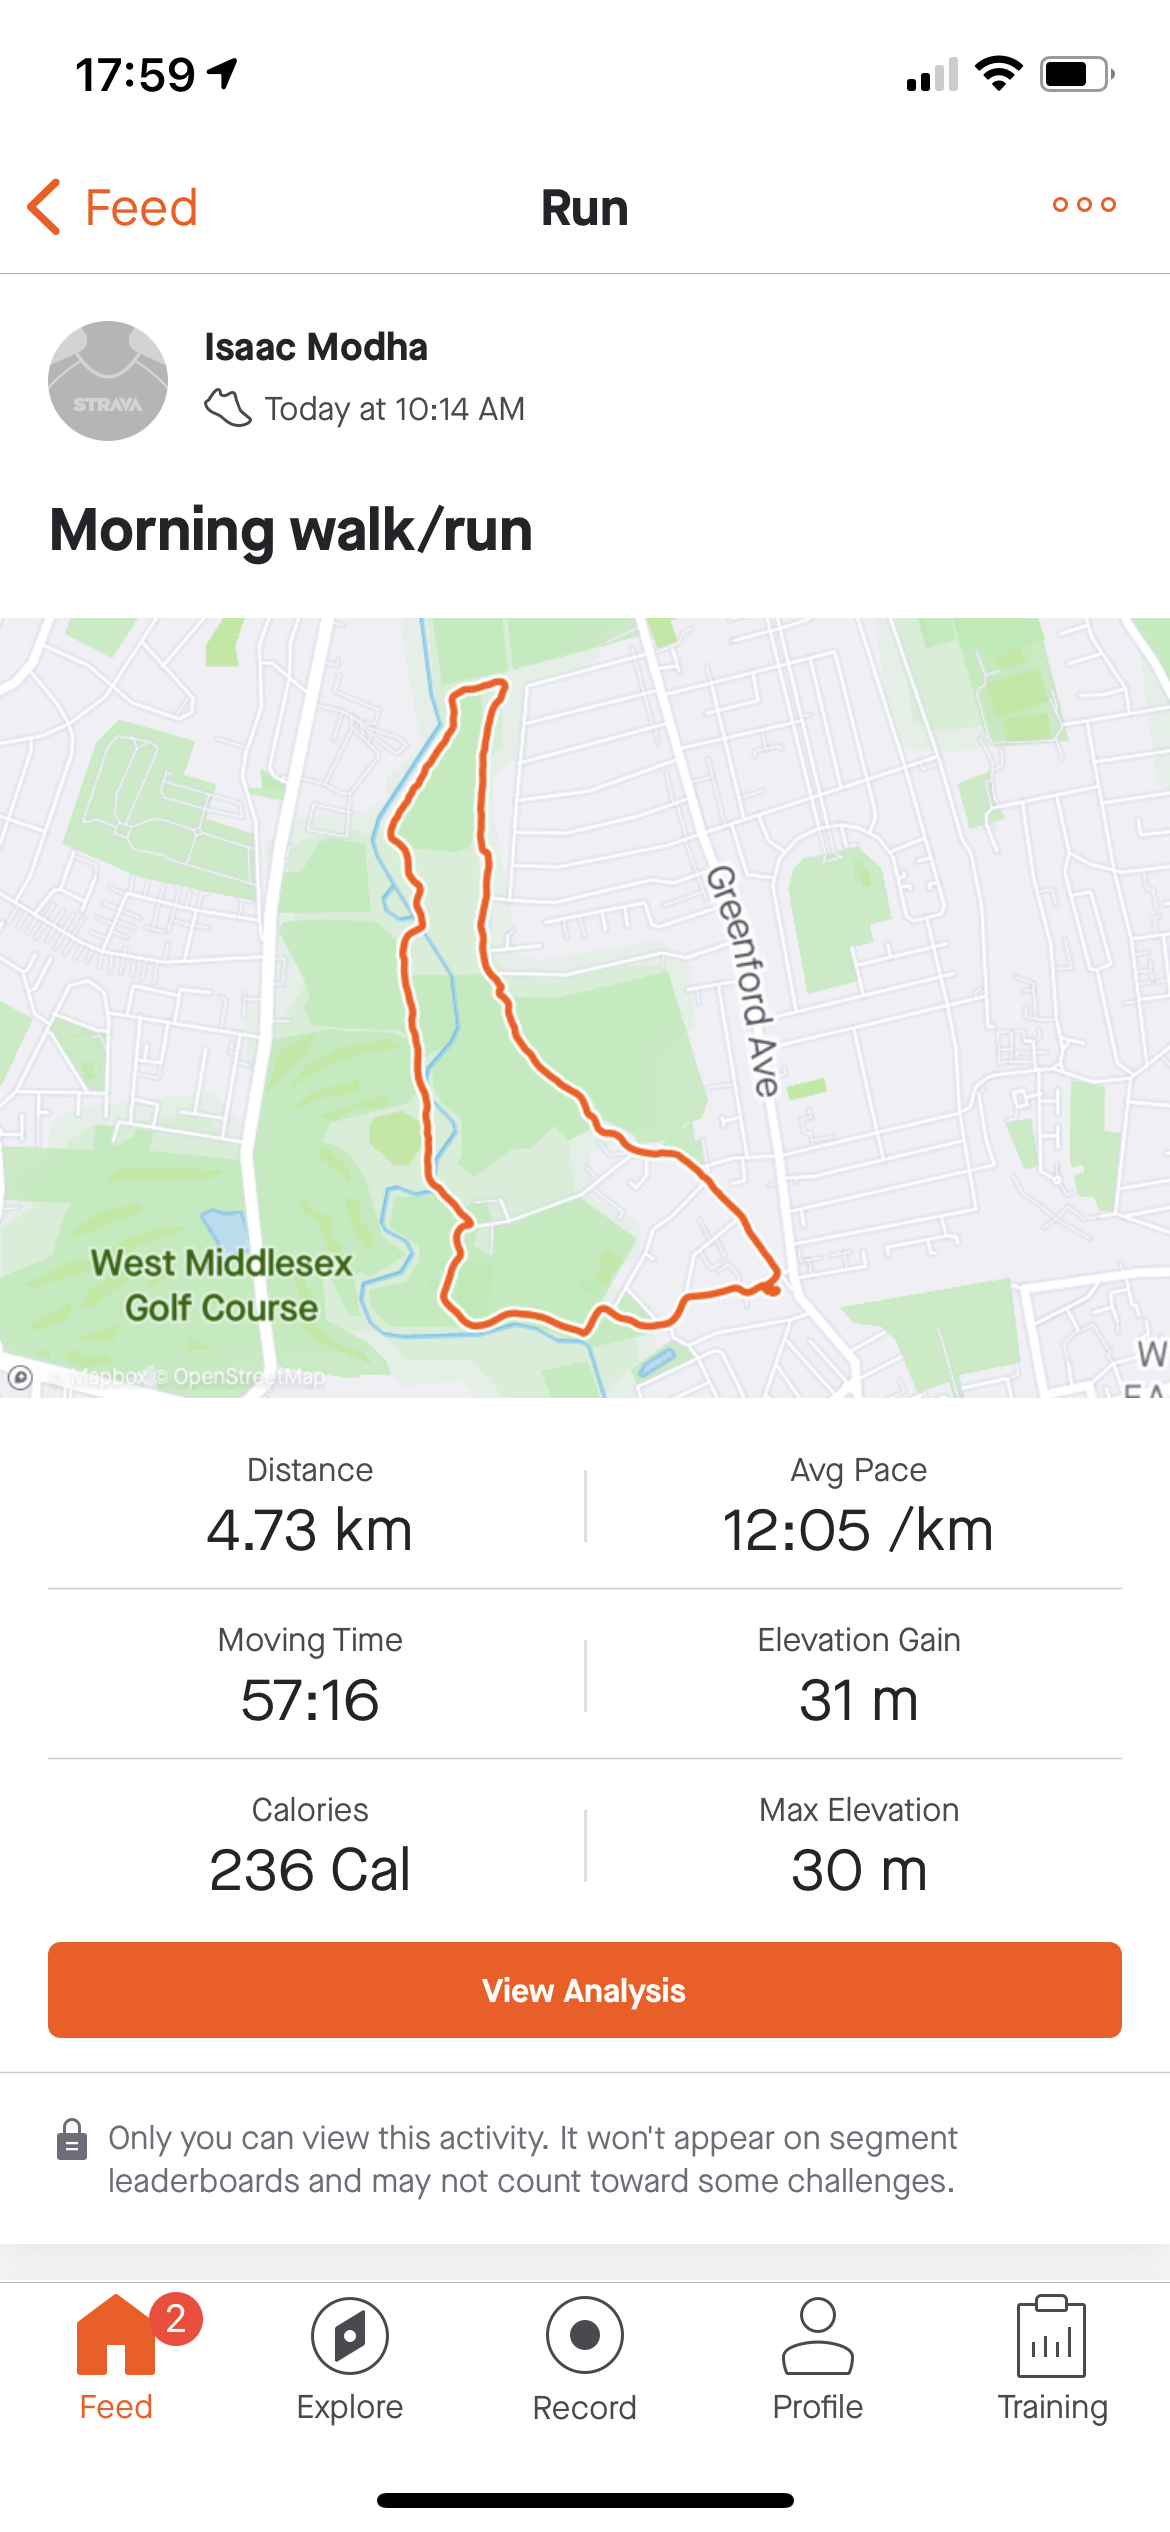 17:59
Feed
Run
Isaac Modha
STRAVA
Today at 10:14 AM
Morning walk/run
Greenford Ave
West Middlesex
Golf Course
Mapbox © OpenStreetMap
W
EA
Distance
Avg Pace
4.73 km
12:05 /km
Moving Time
Elevation Gain
57:16
31 m
Calories
Max Elevation
236 Cal
30 m
View Analysis
Only you can view this activity. It won't appear on segment
leaderboards and may not count toward some challenges.
2
Feed
Explore
Record
Profile
Training